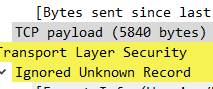 [Bytes sent since last
TCP payload (5840 bytes)
Transport Layer Security
Ignored Unknown Record